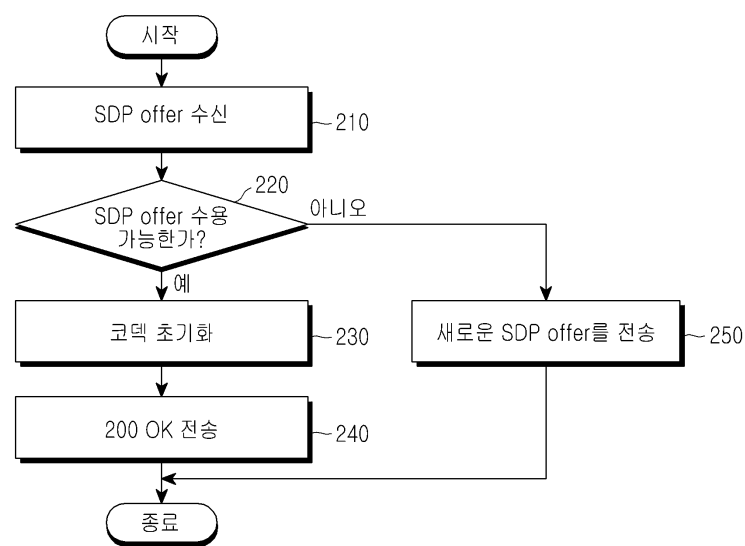 시작
SDP offer 수신
210
220
SDP offer 수용
가능한가?
아니오
예
코덱 초기화
230
새로운 SDP offer를 전송
250
200 OK 전송
240
종료